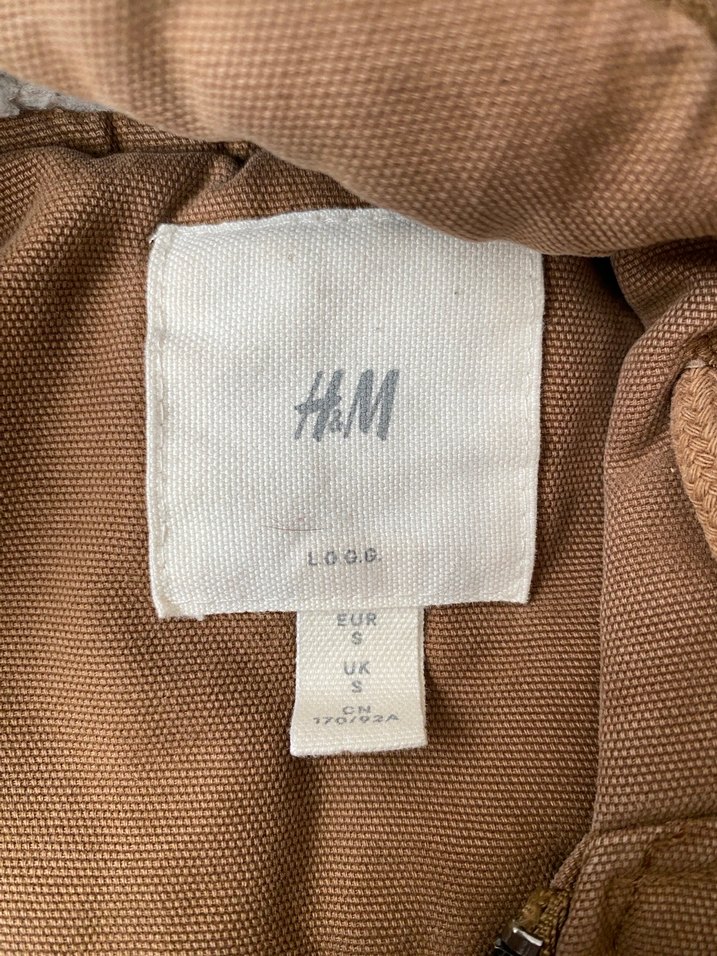 H&M
L.O.G.G.
EUR
S
UK
S
CN
170/92A